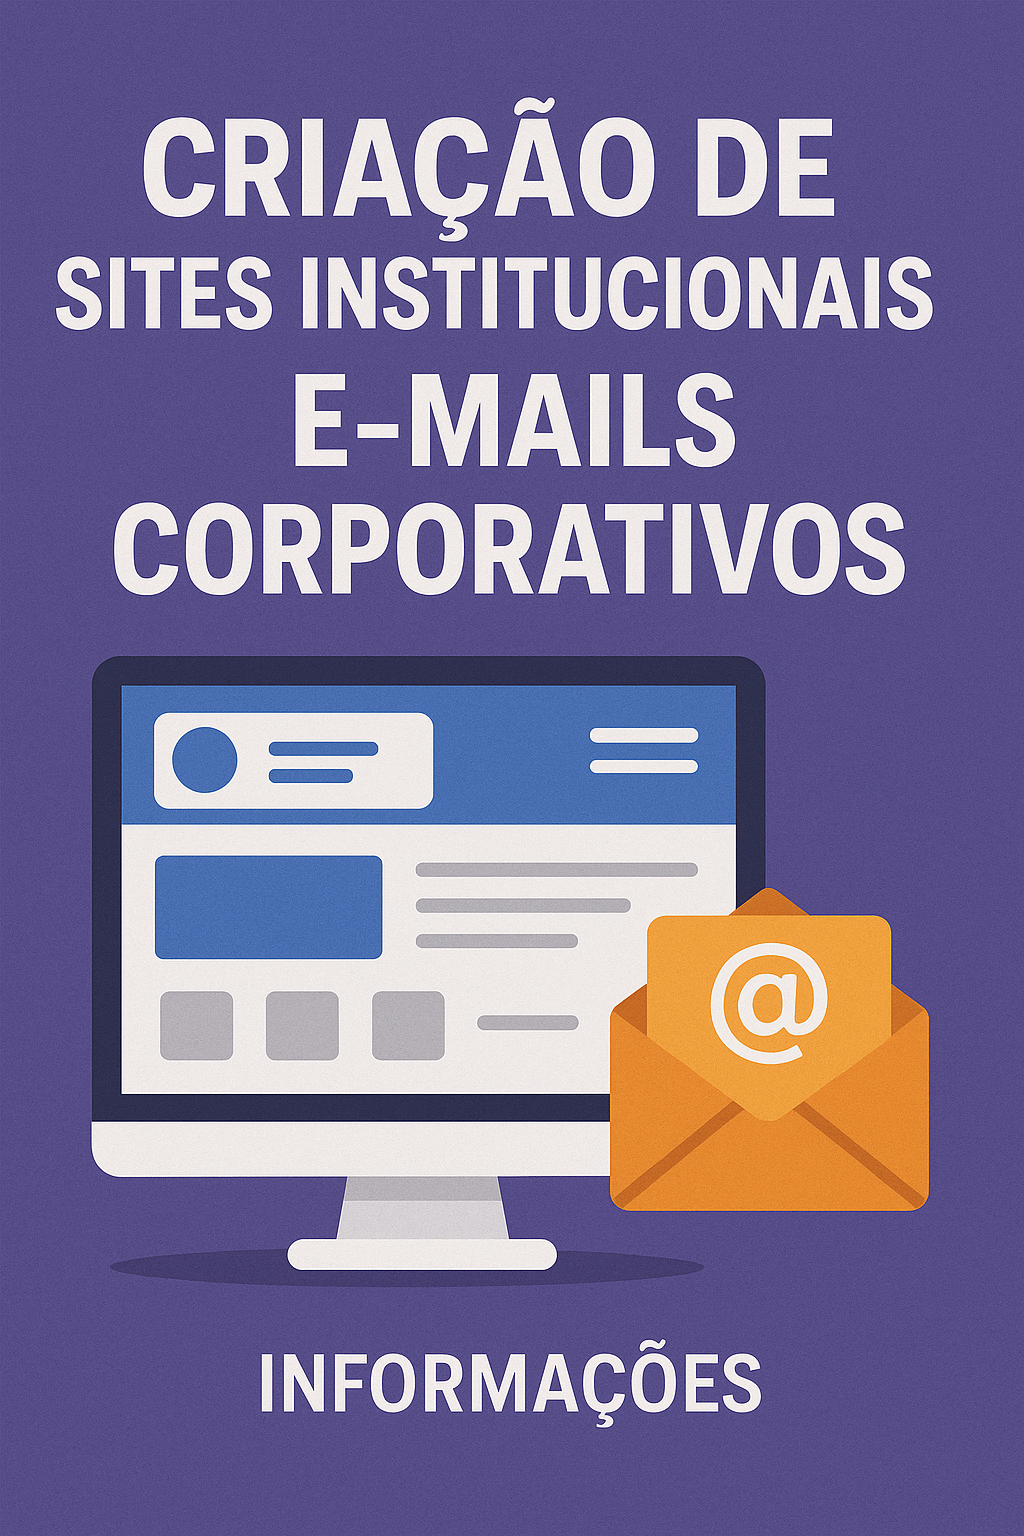 CRIAÇÃO DE
SITES INSTITUCIONAIS
E-MAILS
CORPORATIVOS
@
INFORMAÇÕES